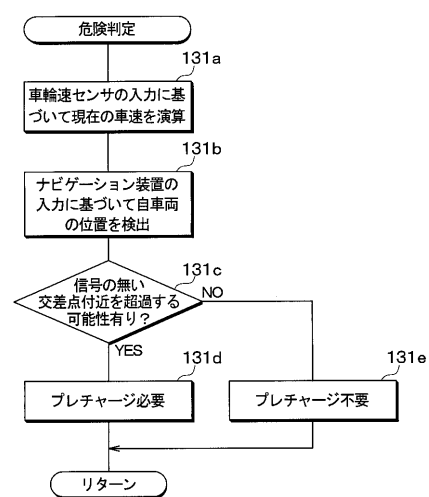 危険判定
131a
車輪速センサの入力に基
づいて現在の車速を演算
131b
ナビゲーション装置の
入力に基づいて自車両
の位置を検出
131c
信号の無い
交差点付近を超過する
可能性有り？
NO
YES
131d
プレチャージ必要
131e
プレチャージ不要
リターン